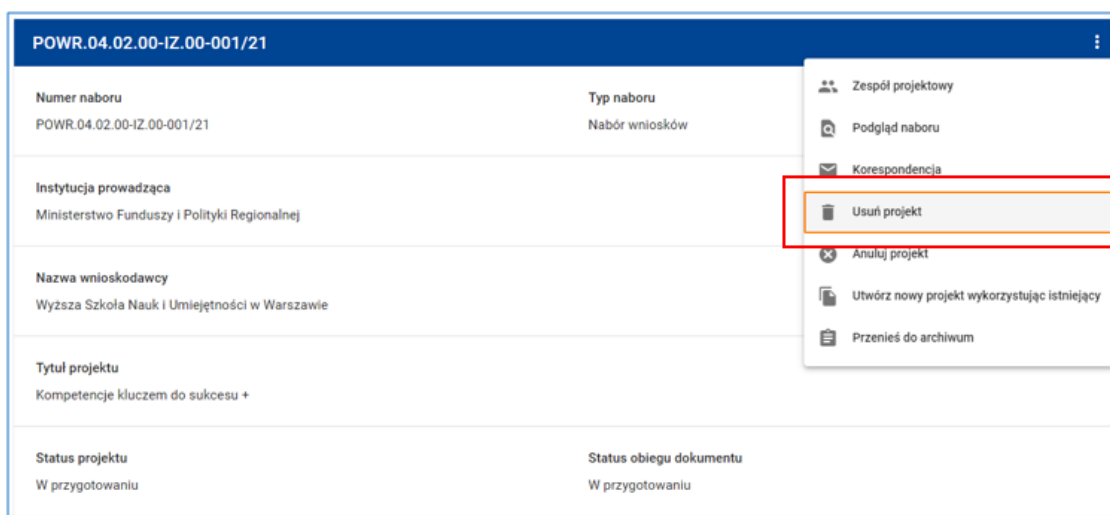 POWR.04.02.00-IZ.00-001/21
Numer naboru
Typ naboru
POWR.04.02.00-IZ.00-001/21
Nabór wniosków
Instytucja prowadząca
Ministerstwo Funduszy i Polityki Regionalnej
Nazwa wnioskodawcy
Wyższa Szkoła Nauk i Umiejętności w Warszawie
Tytuł projektu
Kompetencje kluczem do sukcesu +
Status projektu
Status obiegu dokumentu
W przygotowaniu
W przygotowaniu
Zespół projektowy
Podgląd naboru
Korespondencja
Usuń projekt
Anuluj projekt
Utwórz nowy projekt wykorzystując istniejący
Przenieś do archiwum